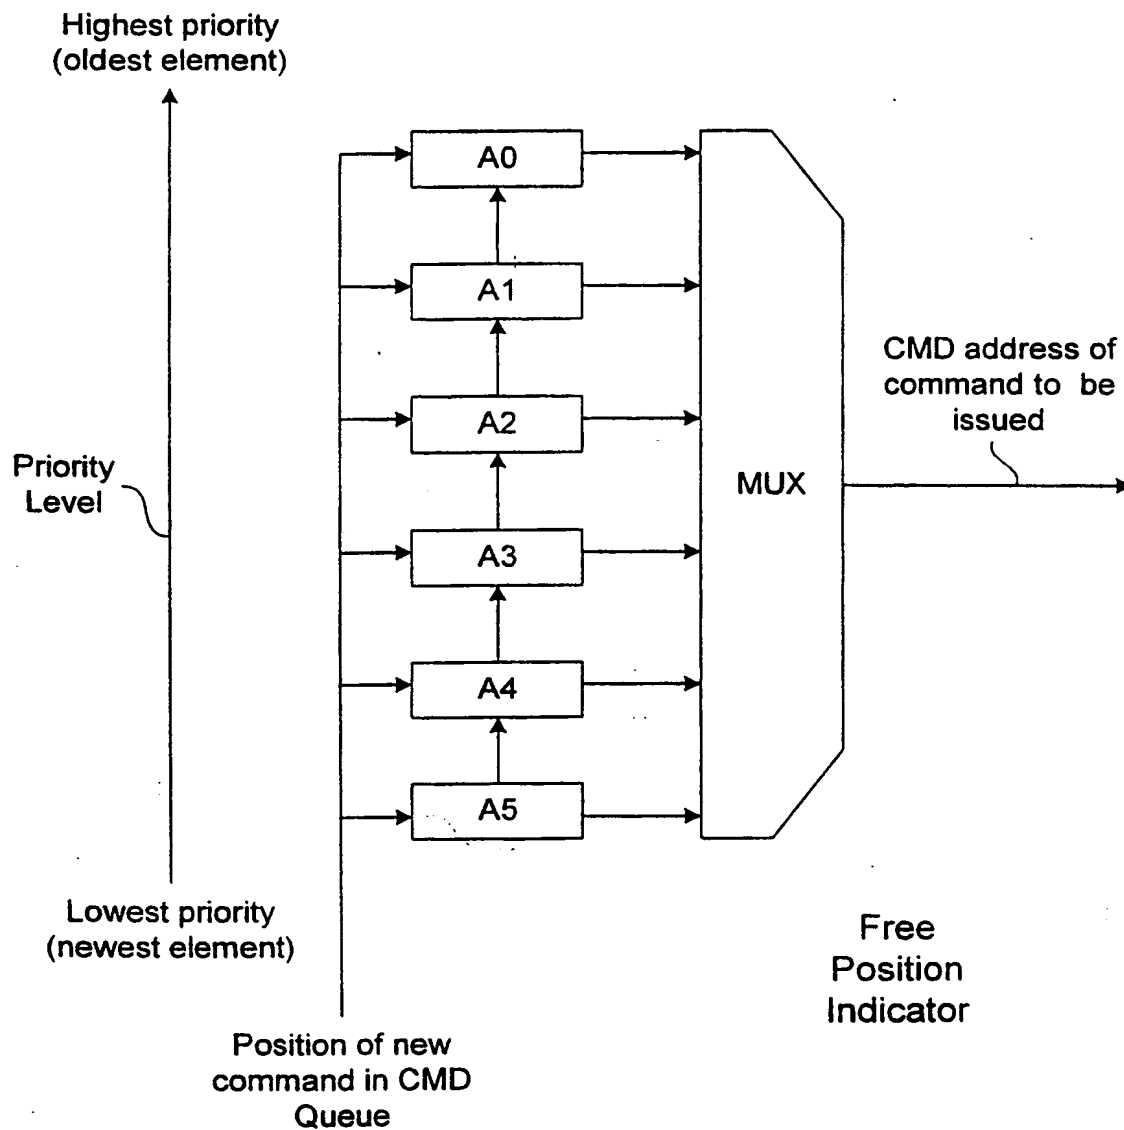 Highest priority
(oldest element)
A0
A1
A2
A3
A4
A5
MUX
CMD address of
command to be
issued
Priority
Level
Lowest priority
(newest element)
Position of new
command in CMD
Queue
Free
Position
Indicator